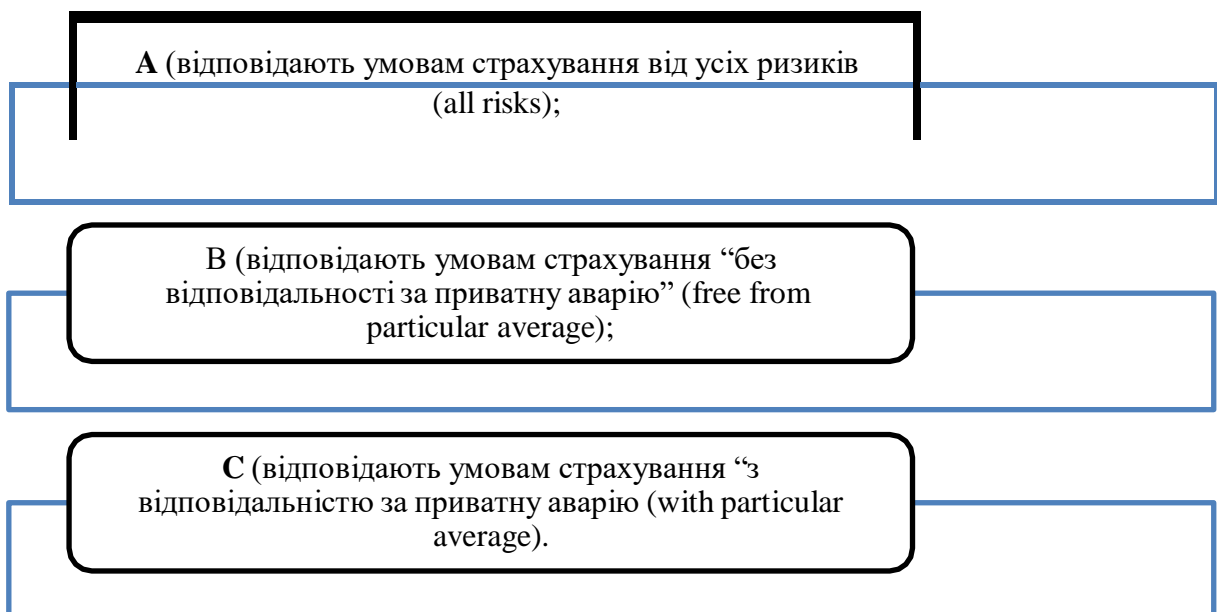 A (відповідають умовам страхування від усіх ризиків
(all risks);
B (відповідають умовам страхування “без
відповідальності за приватну аварію” (free from
particular average);
C (відповідають умовам страхування “з
відповідальністю за приватну аварію (with particular
average).